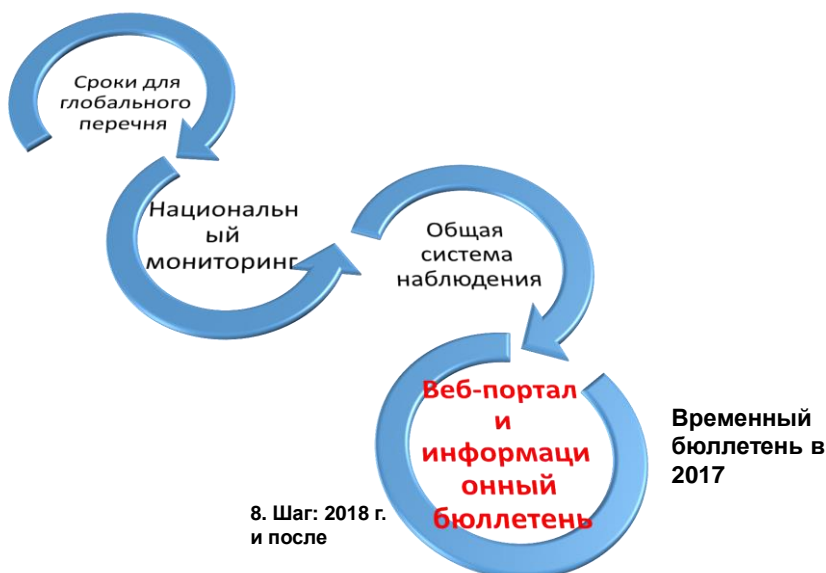 Сроки для
глобального
перечня
Национальн
ый
мониторинг
Общая
система
наблюдения
Веб-портал
и
информаци
онный
бюллетень
Временный
бюллетень в
2017
8. Шаг: 2018 г.
и после